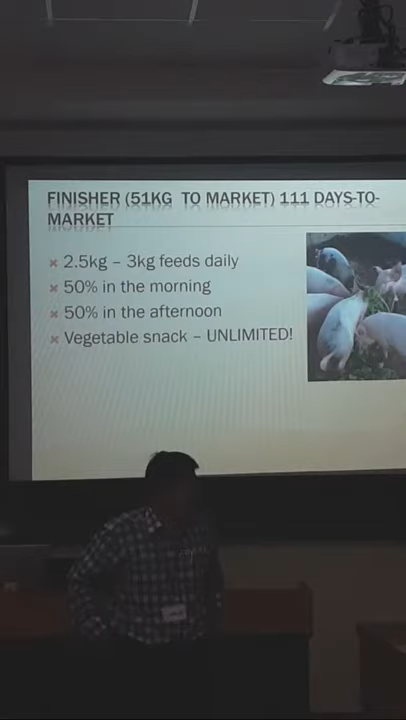 FINISHER (51KG TO MARKET) 111 DAYS-TO-
MARKET
2.5kg – 3kg feeds daily
50% in the morning
50% in the afternoon
Vegetable snack – UNLIMITED!